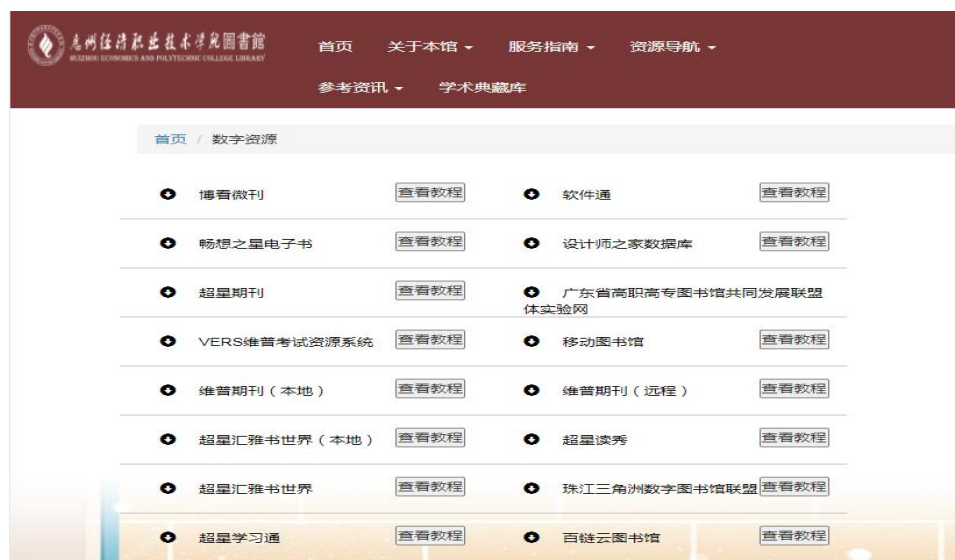 惠州经济职业技术学院圖書館
HUIZHOU ECONOMICS AND POLYTECHNIC COLLEGE LIBRARY
首页 关于本馆 服务指南 资源导航
参考资讯 学术典藏库
首页 / 数字资源
博看微刊 查看教程 软件通 查看教程
畅想之星电子书 查看教程 设计师之家数据库 查看教程
超星期刊 查看教程 广东省高职高专图书馆共同发展联盟
体实验网
VERS维普考试资源系统 查看教程 移动图书馆 查看教程
维普期刊（本地） 查看教程 维普期刊（远程） 查看教程
超星汇雅书世界（本地） 查看教程 超星读秀 查看教程
超星汇雅书世界 查看教程 珠江三角洲数字图书馆联盟 查看教程
超星学习通 查看教程 百链云图书馆 查看教程